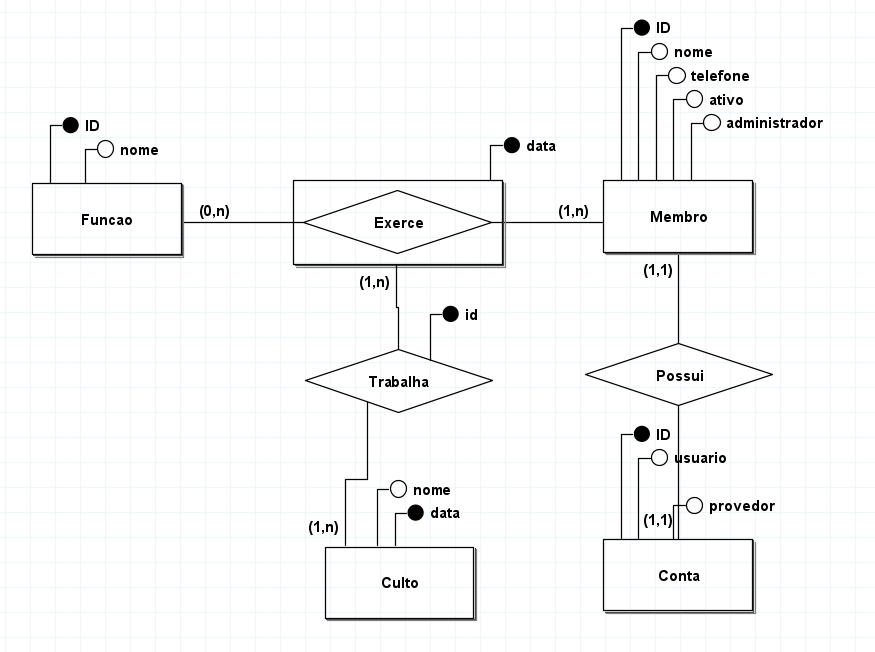 ID
nome
telefone
ativo
administrador
ID
nome
data
Funcao
(0,n)
Exerce
(1,n)
Membro
(1,n)
(1,1)
id
Trabalha
Possui
ID
usuario
nome
data
provedor
(1,n)
(1,1)
Culto
Conta